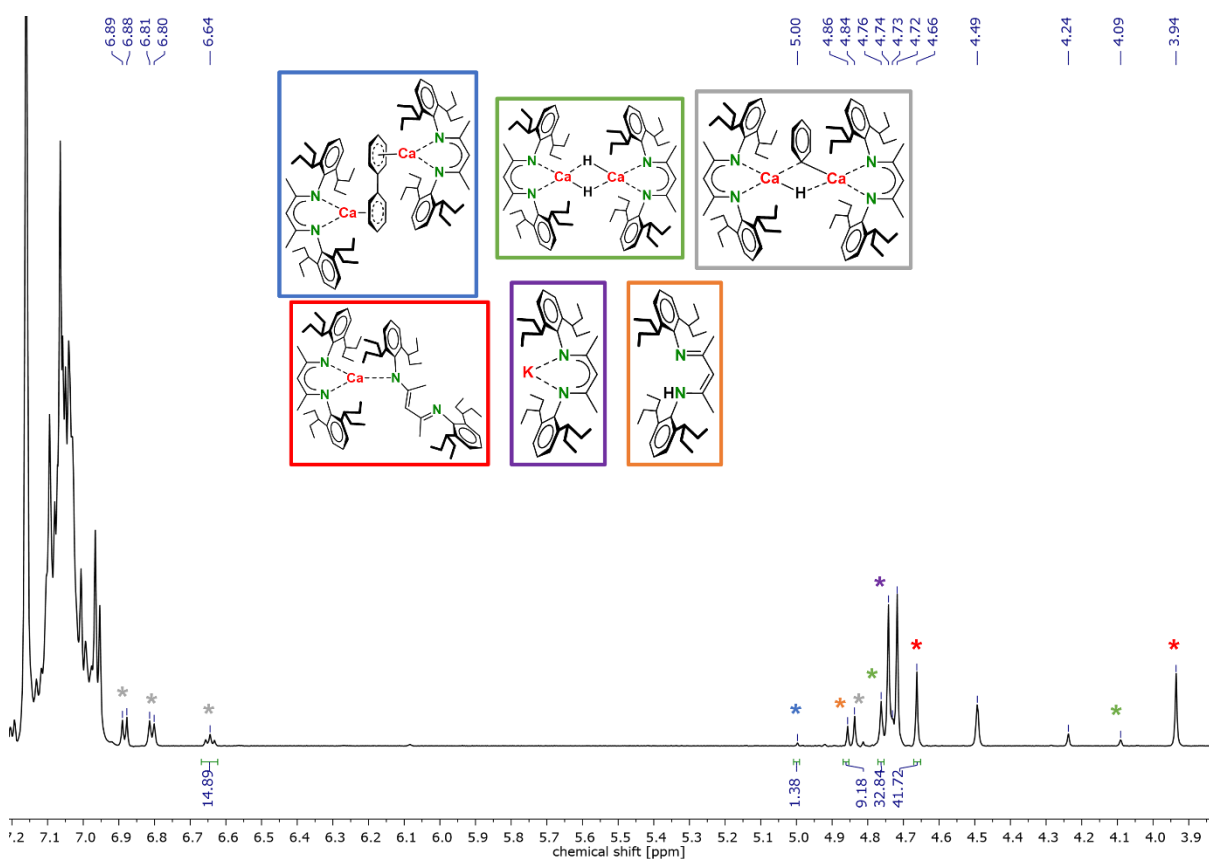 6.89
6.88
6.81
6.80
6.64
5.00
4.86
4.84
4.76
4.74
4.73
4.72
4.66
4.49
4.24
4.09
3.94
Ca N N
N N Ca
N N Ca H H Ca N N
N N Ca H Ca N N
N N Ca N N
K N N
N HN
* * * * * * * * * * * *
14.89
1.38
9.18
32.84
41.72
7.2 7.1 7.0 6.9 6.8 6.7 6.6 6.5 6.4 6.3 6.2 6.1 6.0 5.9 5.8 5.7 5.6 5.5 5.4 5.3 5.2 5.1 5.0 4.9 4.8 4.7 4.6 4.5 4.4 4.3 4.2 4.1 4.0 3.9
chemical shift [ppm]